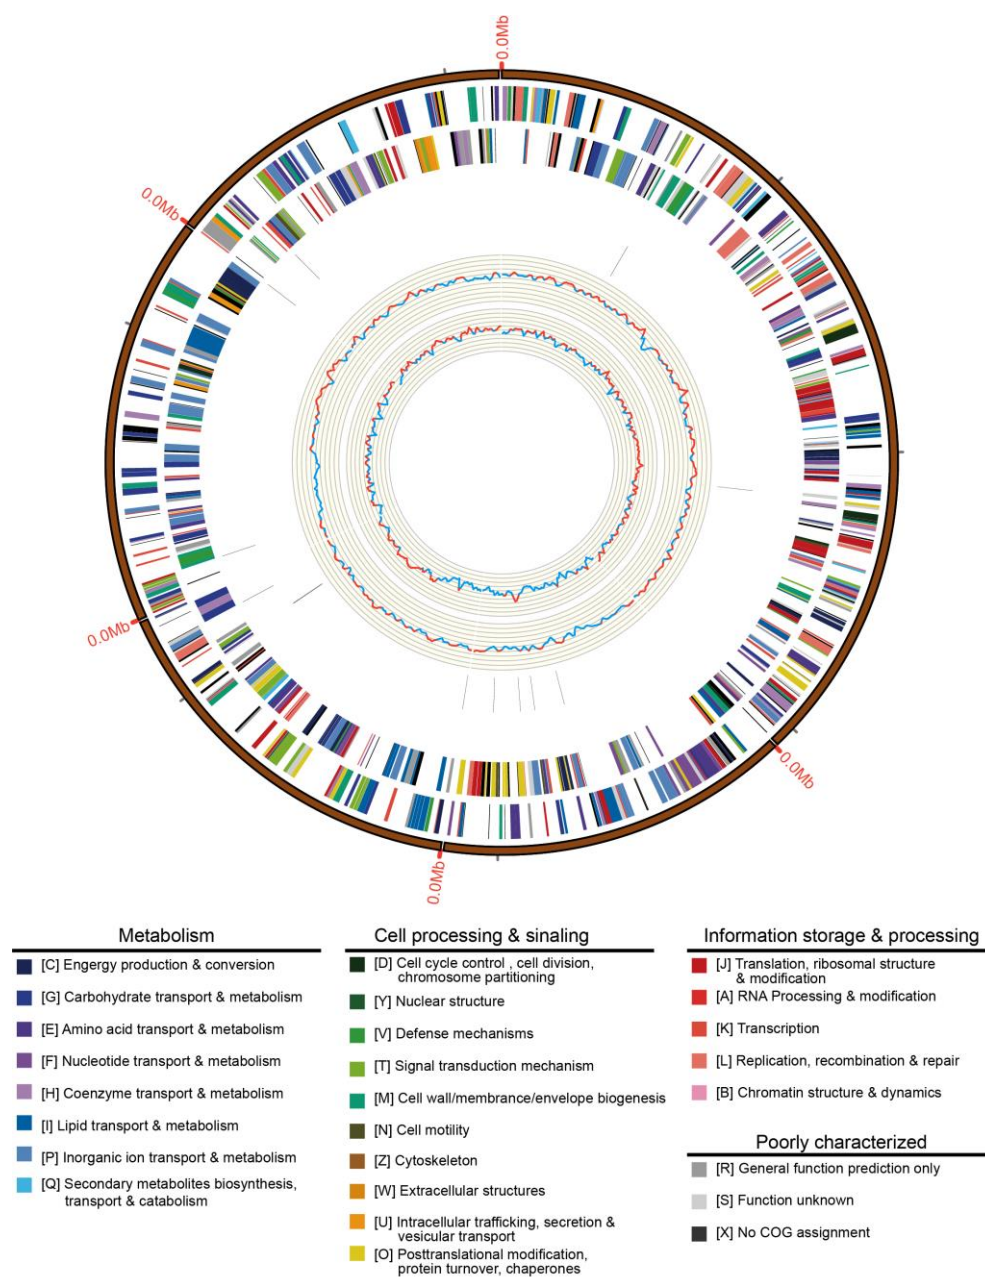 0.0Mb
0.0Mb
0.0Mb
0.0Mb
0.0Mb
Metabolism
[C] Engergy production & conversion
[G] Carbohydrate transport & metabolism
[E] Amino acid transport & metabolism
[F] Nucleotide transport & metabolism
[H] Coenzyme transport & metabolism
[I] Lipid transport & metabolism
[P] Inorganic ion transport & metabolism
[Q] Secondary metabolites biosynthesis,
transport & catabolism
Cell processing & sinaling
[D] Cell cycle control , cell division,
chromosome partitioning
[Y] Nuclear structure
[V] Defense mechanisms
[T] Signal transduction mechanism
[M] Cell wall/membrance/envelope biogenesis
[N] Cell motility
[Z] Cytoskeleton
[W] Extracellular structures
[U] Intracellular trafficking, secretion &
vesicular transport
[O] Posttranslational modification,
protein turnover, chaperones
Information storage & processing
[J] Translation, ribosomal structure
& modification
[A] RNA Processing & modification
[K] Transcription
[L] Replication, recombination & repair
[B] Chromatin structure & dynamics
Poorly characterized
[R] General function prediction only
[S] Function unknown
[X] No COG assignment